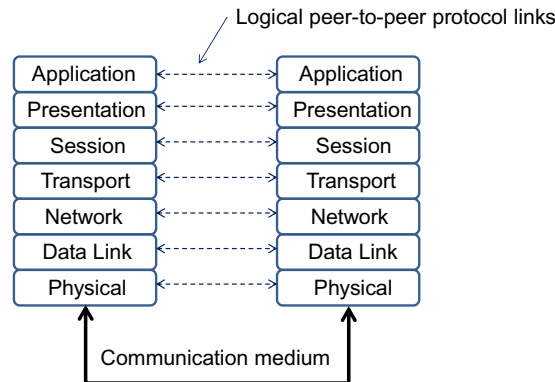 Logical peer-to-peer protocol links
Application
Application
Presentation
Presentation
Session
Session
Transport
Transport
Network
Network
Data Link
Data Link
Physical
Physical
Communication medium